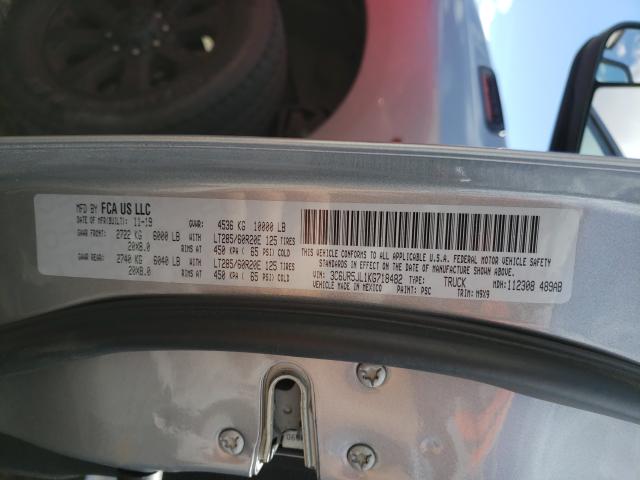 MFD BY FCA US LLC
DATE OF MFR(BUILT): 11-19 GVWR: 4536 KG 10000 LB
GAWR FRONT: 2722 KG 6000 LB WITH LT285/60R20E 125 TIRES
20X8.0 RIMS AT 450 KPA ( 65 PSI) COLD
GAWR REAR: 2740 KG 6040 LB WITH LT285/60R20E 125 TIRES
20X8.0 RIMS AT 450 KPA ( 65 PSI) COLD
THIS VEHICLE CONFORMS TO ALL APPLICABLE U.S.A. FEDERAL MOTOR VEHICLE SAFETY
STANDARDS IN EFFECT ON THE DATE OF MANUFACTURE SHOWN ABOVE
VIN: 3C6UR5JL1KG718482 TYPE: TRUCK MDH: 112308 489AB
VEHICLE MADE IN MEXICO PAINT: PSC TRIM: M9X9